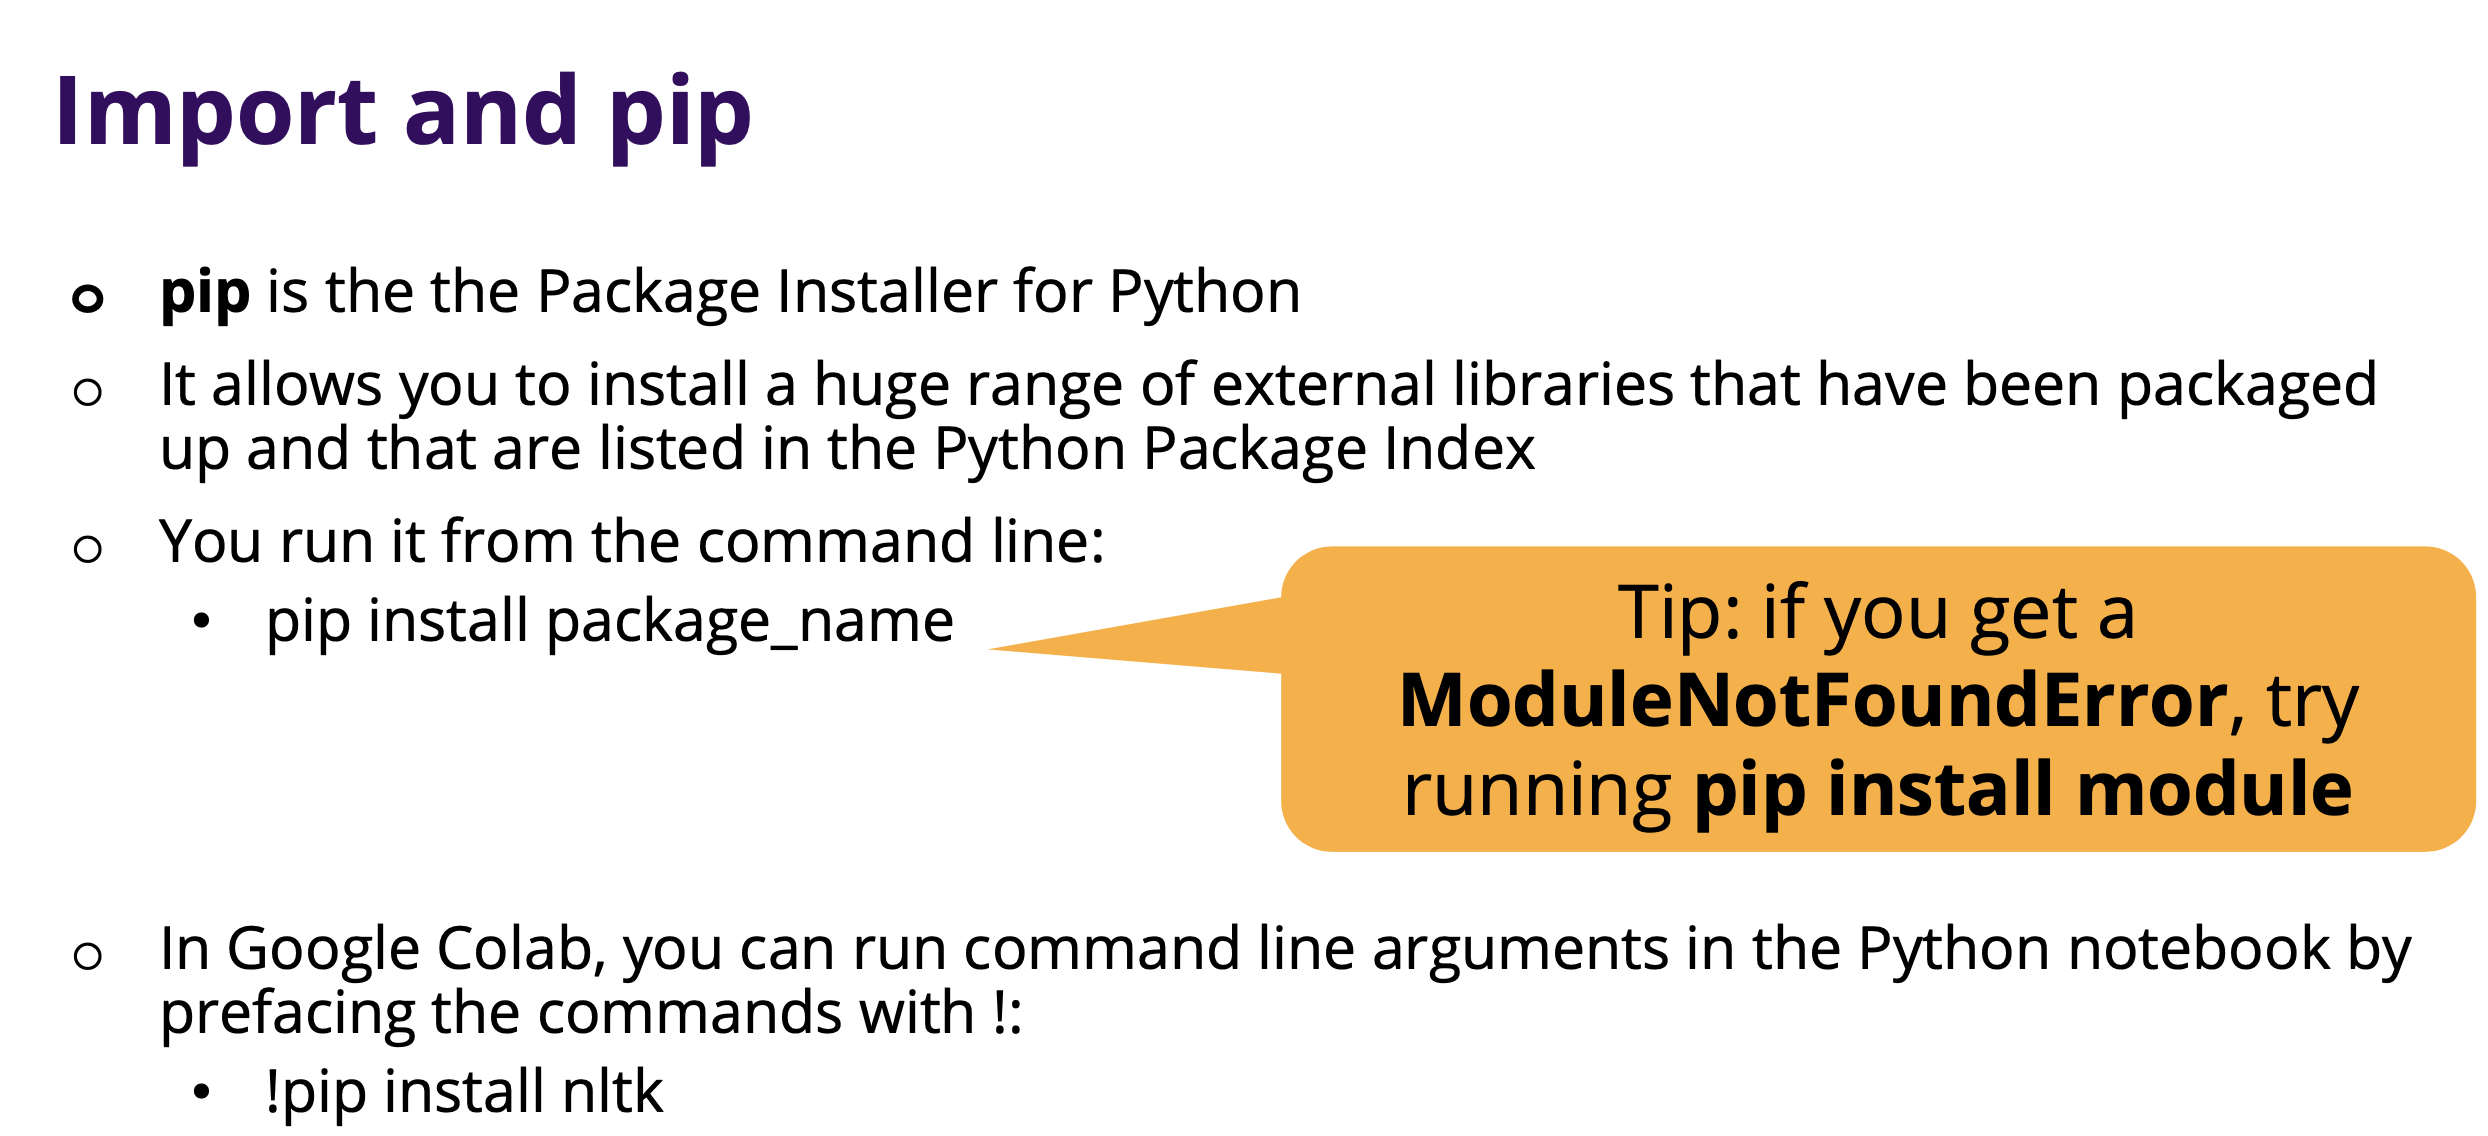 Import and pip
pip is the the Package Installer for Python
It allows you to install a huge range of external libraries that have been packaged
up and that are listed in the Python Package Index
You run it from the command line:
• pip install package_name
Tip: if you get a
ModuleNotFoundError, try
running pip install module
In Google Colab, you can run command line arguments in the Python notebook by
prefacing the commands with !:
• !pip install nltk